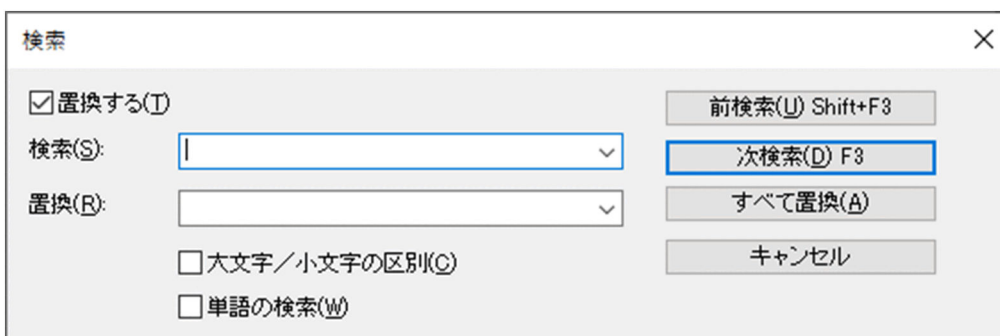 検索
置換する(T)
前検索(U) Shift+F3
検索(S):
次検索(D) F3
置換(R):
すべて置換(A)
大文字／小文字の区別(C)
キャンセル
単語の検索(W)